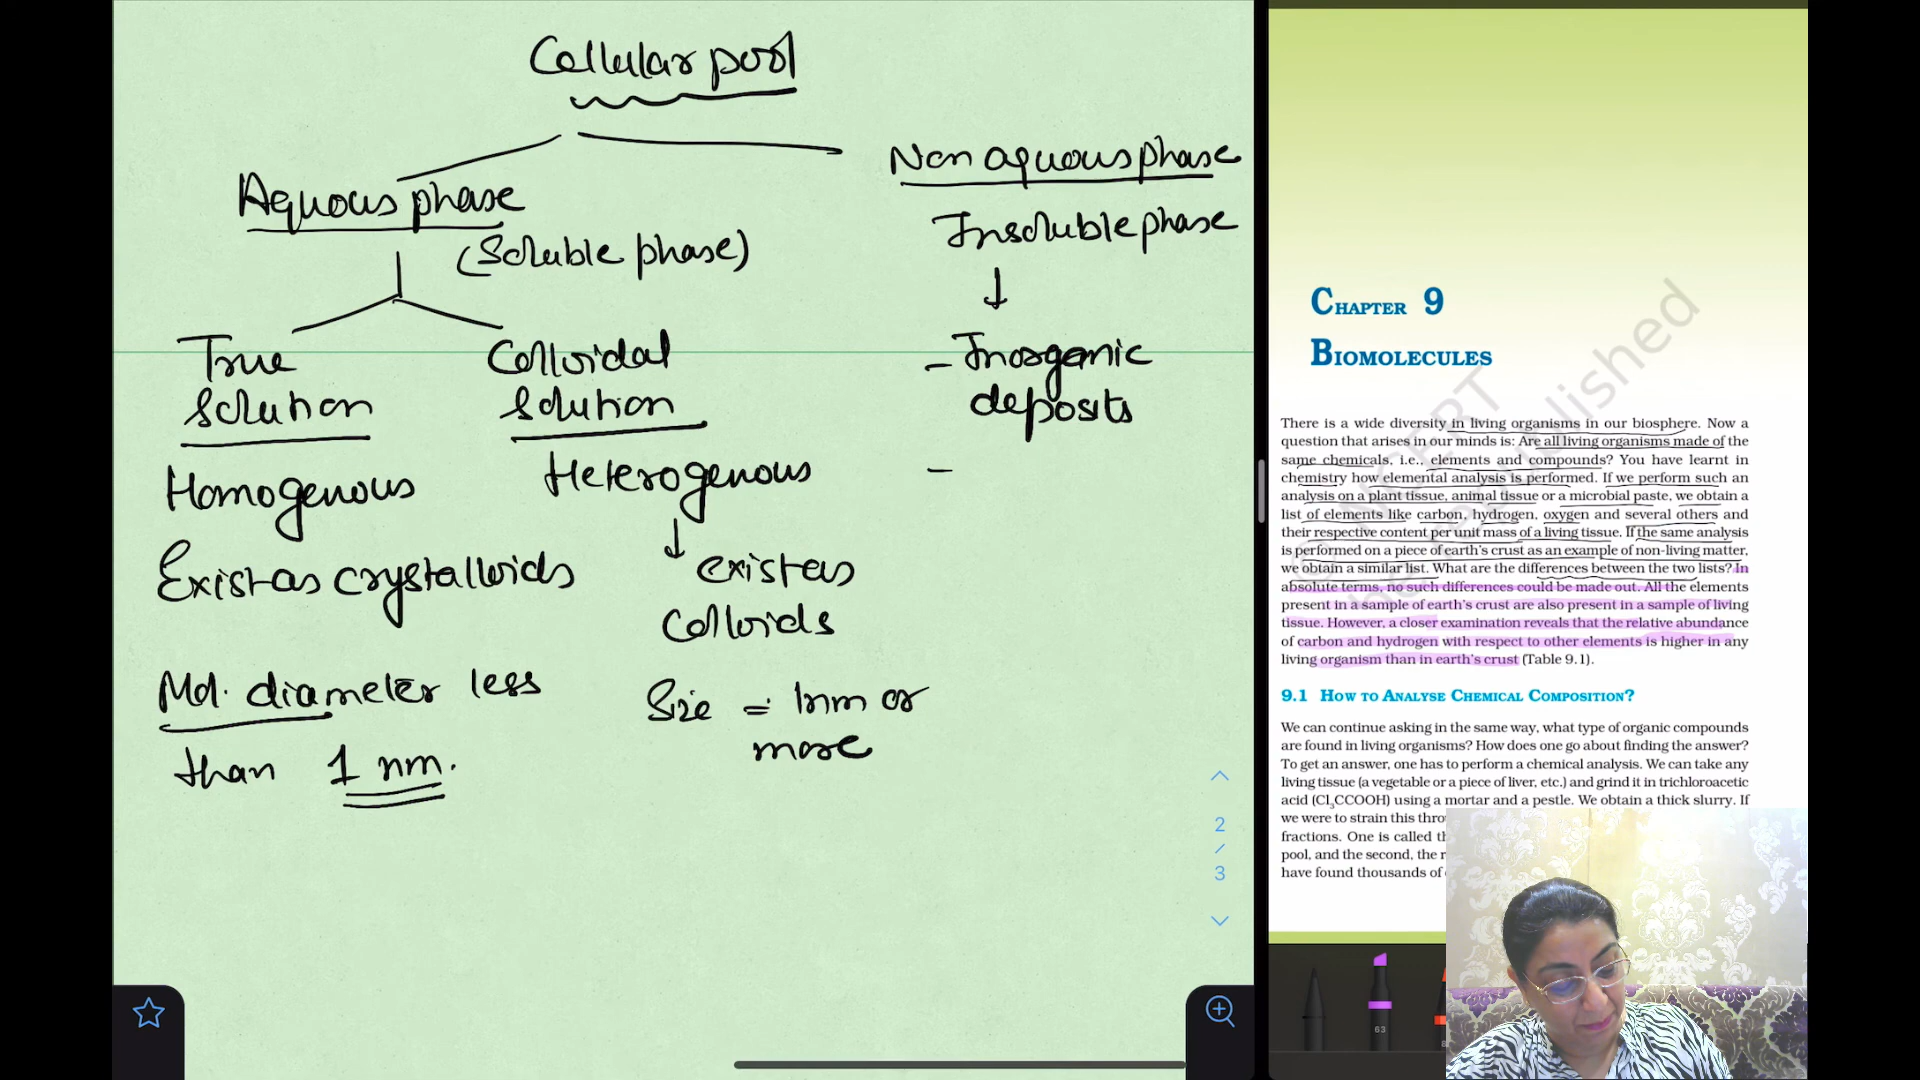 Cellular pool
Aquous phase
(Soluble phase)
Non aquous phase
Insoluble phase
True
solution
Colloidal
solution
- Inorganic
deposits
-
Homogenous
Heterogenous
Exist as crystalloids
exist as
colloids
Mol. diameter less
than 1 nm.
Size = 1nm or
more
2
/
3
CHAPTER 9
BIOMOLECULES
There is a wide diversity in living organisms in our biosphere. Now a
question that arises in our minds is: Are all living organisms made of the
same chemicals, i.e., elements and compounds? You have learnt in
chemistry how elemental analysis is performed. If we perform such an
analysis on a plant tissue, animal tissue or a microbial paste, we obtain a
list of elements like carbon, hydrogen, oxygen and several others and
their respective content per unit mass of a living tissue. If the same analysis
is performed on a piece of earth's crust as an example of non-living matter,
we obtain a similar list. What are the differences between the two lists? In
absolute terms, no such differences could be made out. All the elements
present in a sample of earth's crust are also present in a sample of living
tissue. However, a closer examination reveals that the relative abundance
of carbon and hydrogen with respect to other elements is higher in any
living organism than in earth's crust (Table 9.1).
9.1 HOW TO ANALYSE CHEMICAL COMPOSITION?
We can continue asking in the same way, what type of organic compounds
are found in living organisms? How does one go about finding the answer?
To get an answer, one has to perform a chemical analysis. We can take any
living tissue (a vegetable or a piece of liver, etc.) and grind it in trichloroacetic
acid (Cl₃CCOOH) using a mortar and a pestle. We obtain a thick slurry. If
we were to strain this thro
fractions. One is called th
pool, and the second, the r
have found thousands of
63